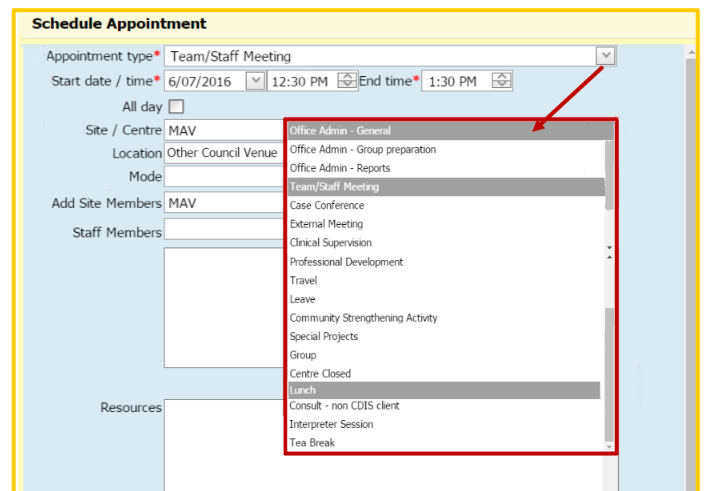 Schedule Appointment
Appointment type* Team/Staff Meeting
Start date / time* 6/07/2016 12:30 PM End time* 1:30 PM
All day
Site / Centre MAV
Location Other Council Venue
Mode
Add Site Members MAV
Staff Members
Resources
Office Admin - General
Office Admin - Group preparation
Office Admin - Reports
Team/Staff Meeting
Case Conference
External Meeting
Clinical Supervision
Professional Development
Travel
Leave
Community Strengthening Activity
Special Projects
Group
Centre Closed
Lunch
Consult - non CDIS client
Interpreter Session
Tea Break